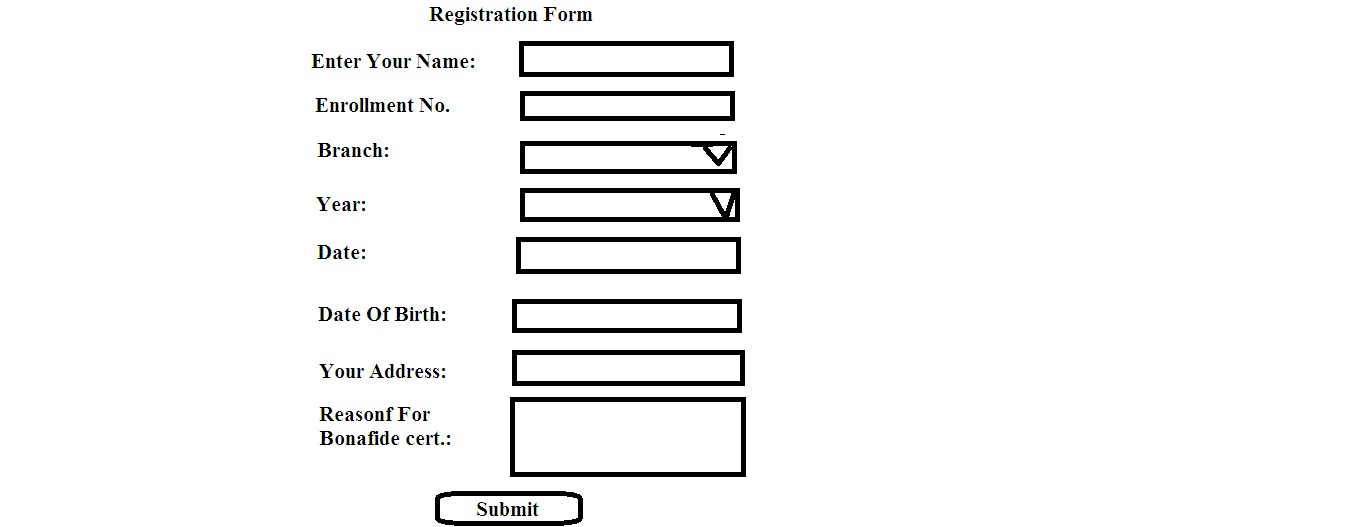 Registration Form
Enter Your Name:
Enrollment No.
Branch:
Year:
Date:
Date Of Birth:
Your Address:
Reasonf For
Bonafide cert.:
Submit